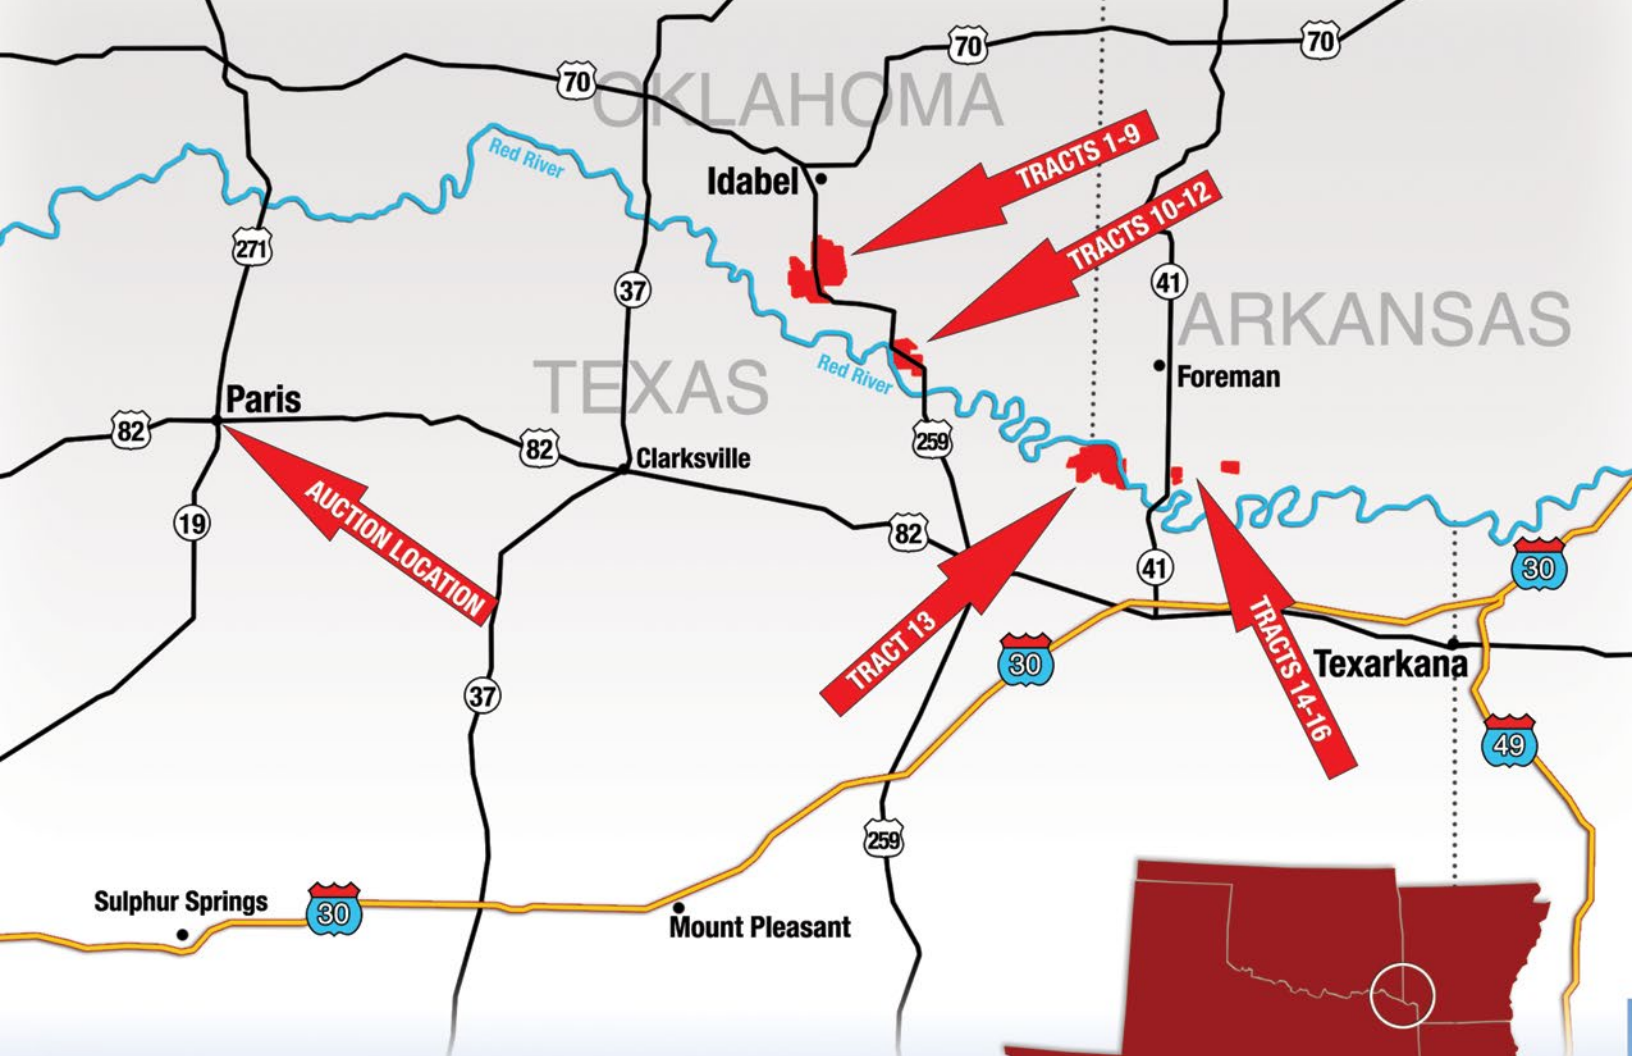 70
70
70
OKLAHOMA
Red River
Idabel
TRACTS 1-9
TRACTS 10-12
271
37
41
ARKANSAS
TEXAS
Red River
Foreman
Paris
82
82
Clarksville
259
AUCTION LOCATION
19
82
30
41
TRACT 13
30
TRACTS 14-16
Texarkana
37
49
259
Sulphur Springs
30
Mount Pleasant